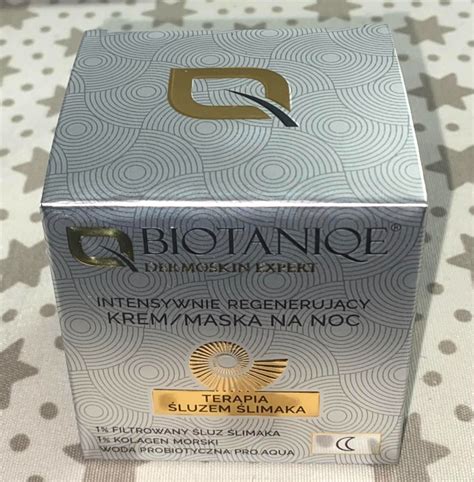 BIOTANIQE®
DERMOSKIN EXPERT
INTENSYWNIE REGENERUJĄCY
KREM/MASKA NA NOC
TERAPIA
ŚLUZEM ŚLIMAKA
1% FILTROWANY ŚLUZ ŚLIMAKA
1% KOLAGEN MORSKI
WODA PROBIOTYCZNA PRO AQUA